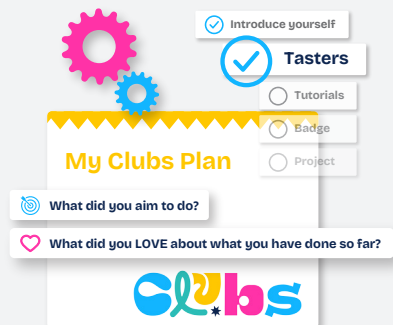 Introduce yourself
Tasters
Tutorials
Badge
My Clubs Plan
Project
What did you aim to do?
What did you LOVE about what you have done so far?
Clubs